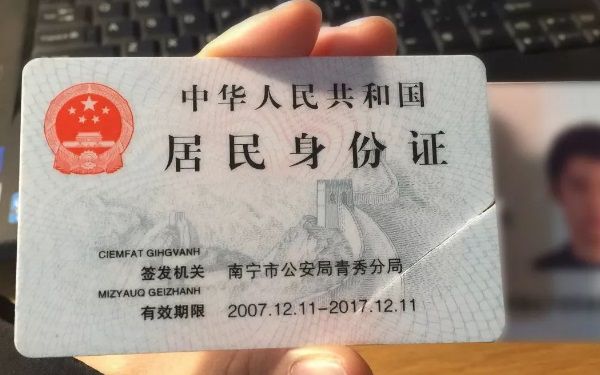 中华人民共和国
居民身份证
CIEMFAT GIHGVANH
签发机关 南宁市公安局青秀分局
MIZYAUQ GEIZHANH
有效期限 2007.12.11-2017.12.11